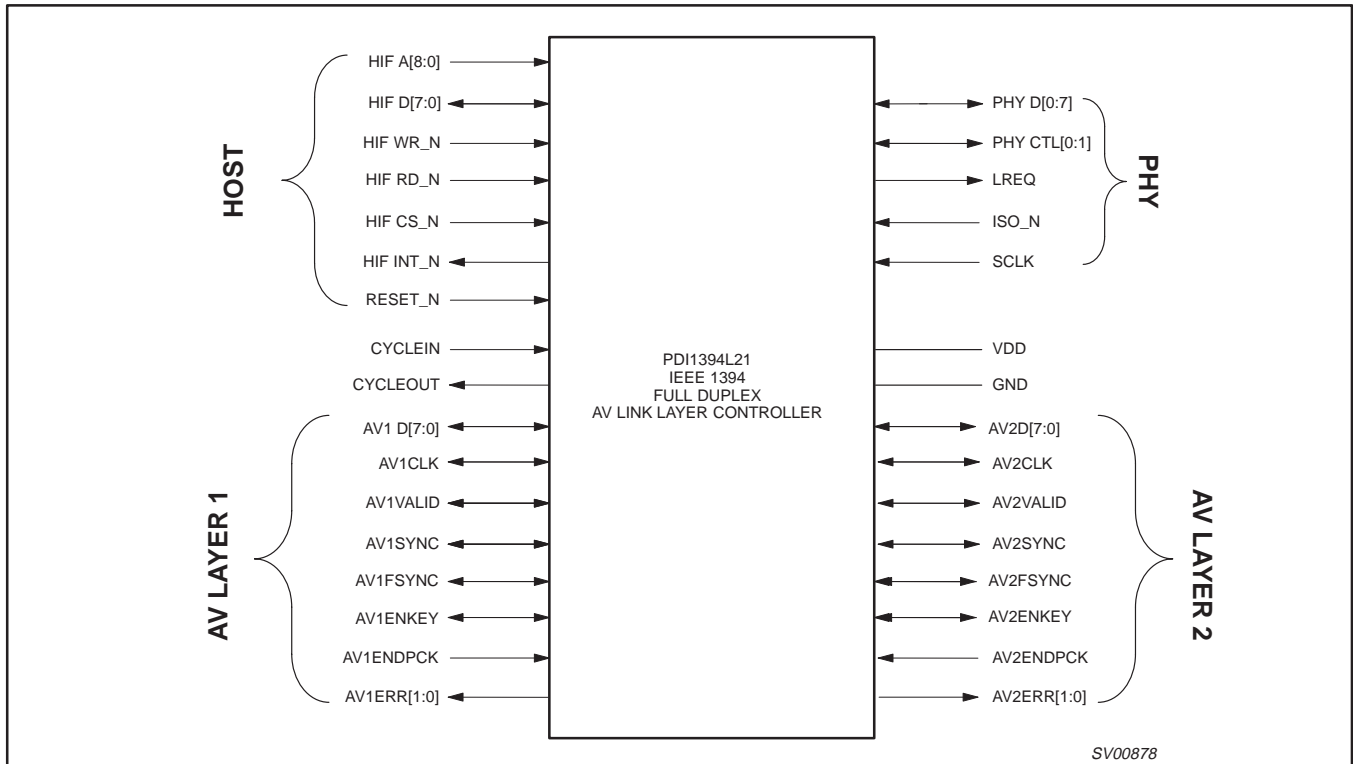 HOST
HIF A[8:0]
HIF D[7:0]
HIF WR_N
HIF RD_N
HIF CS_N
HIF INT_N
RESET_N
CYCLEIN
CYCLEOUT
AV LAYER 1
AV1 D[7:0]
AV1CLK
AV1VALID
AV1SYNC
AV1FSYNC
AV1ENKEY
AV1ENDPCK
AV1ERR[1:0]
PDI1394L21
IEEE 1394
FULL DUPLEX
AV LINK LAYER CONTROLLER
PHY D[0:7]
PHY CTL[0:1]
LREQ
ISO_N
SCLK
PHY
VDD
GND
AV2D[7:0]
AV2CLK
AV2VALID
AV2SYNC
AV2FSYNC
AV2ENKEY
AV2ENDPCK
AV2ERR[1:0]
AV LAYER 2
SV00878